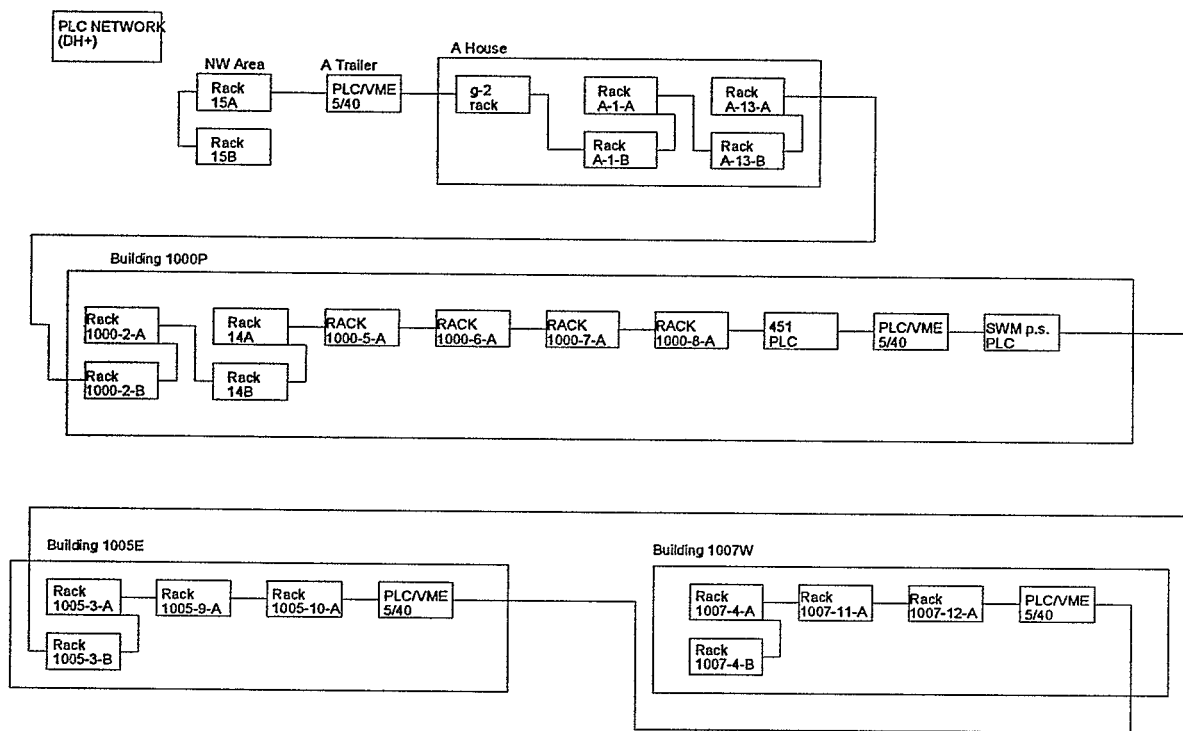 PLC NETWORK
(DH+)
A House
NW Area
A Trailer
Rack
15A
PLC/VME
5/40
g-2
rack
Rack
A-1-A
Rack
A-13-A
Rack
15B
Rack
A-1-B
Rack
A-13-B
Building 1000P
Rack
1000-2-A
Rack
14A
RACK
1000-5-A
RACK
1000-6-A
RACK
1000-7-A
RACK
1000-8-A
451
PLC
PLC/VME
5/40
SWM p.s.
PLC
Rack
1000-2-B
Rack
14B
Building 1005E
Rack
1005-3-A
Rack
1005-9-A
Rack
1005-10-A
PLC/VME
5/40
Rack
1005-3-B
Building 1007W
Rack
1007-4-A
Rack
1007-11-A
Rack
1007-12-A
PLC/VME
5/40
Rack
1007-4-B